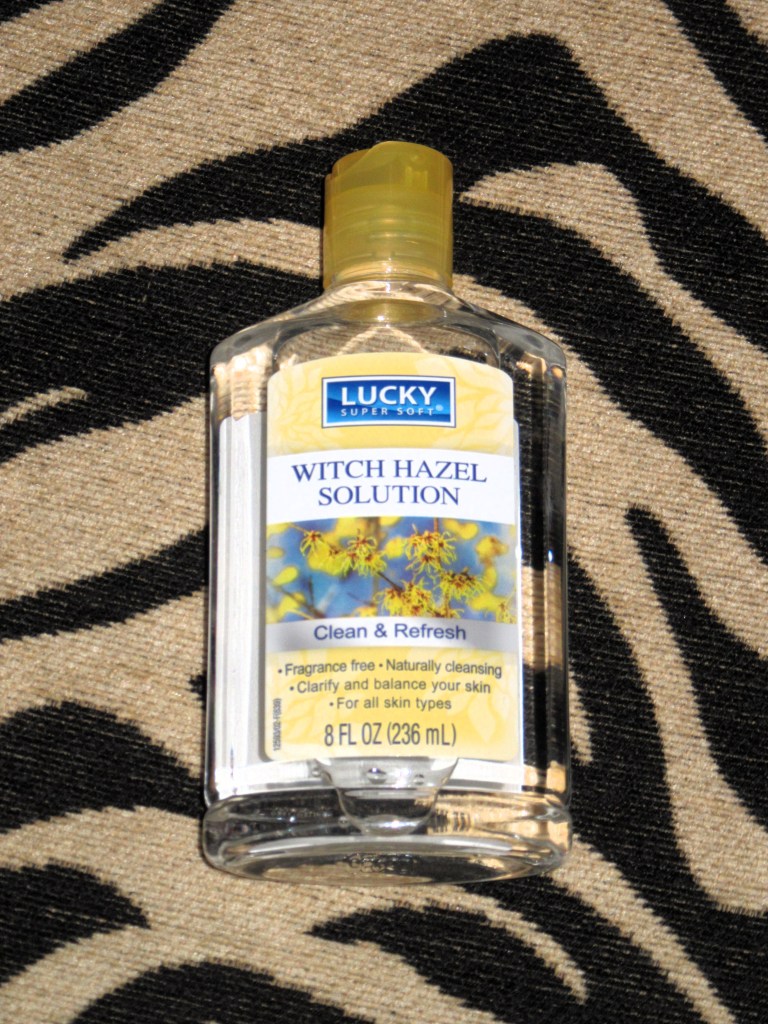 LUCKY
SUPER SOFT®
WITCH HAZEL
SOLUTION
Clean & Refresh
• Fragrance free • Naturally cleansing
• Clarify and balance your skin
• For all skin types
8 FL OZ (236 mL)